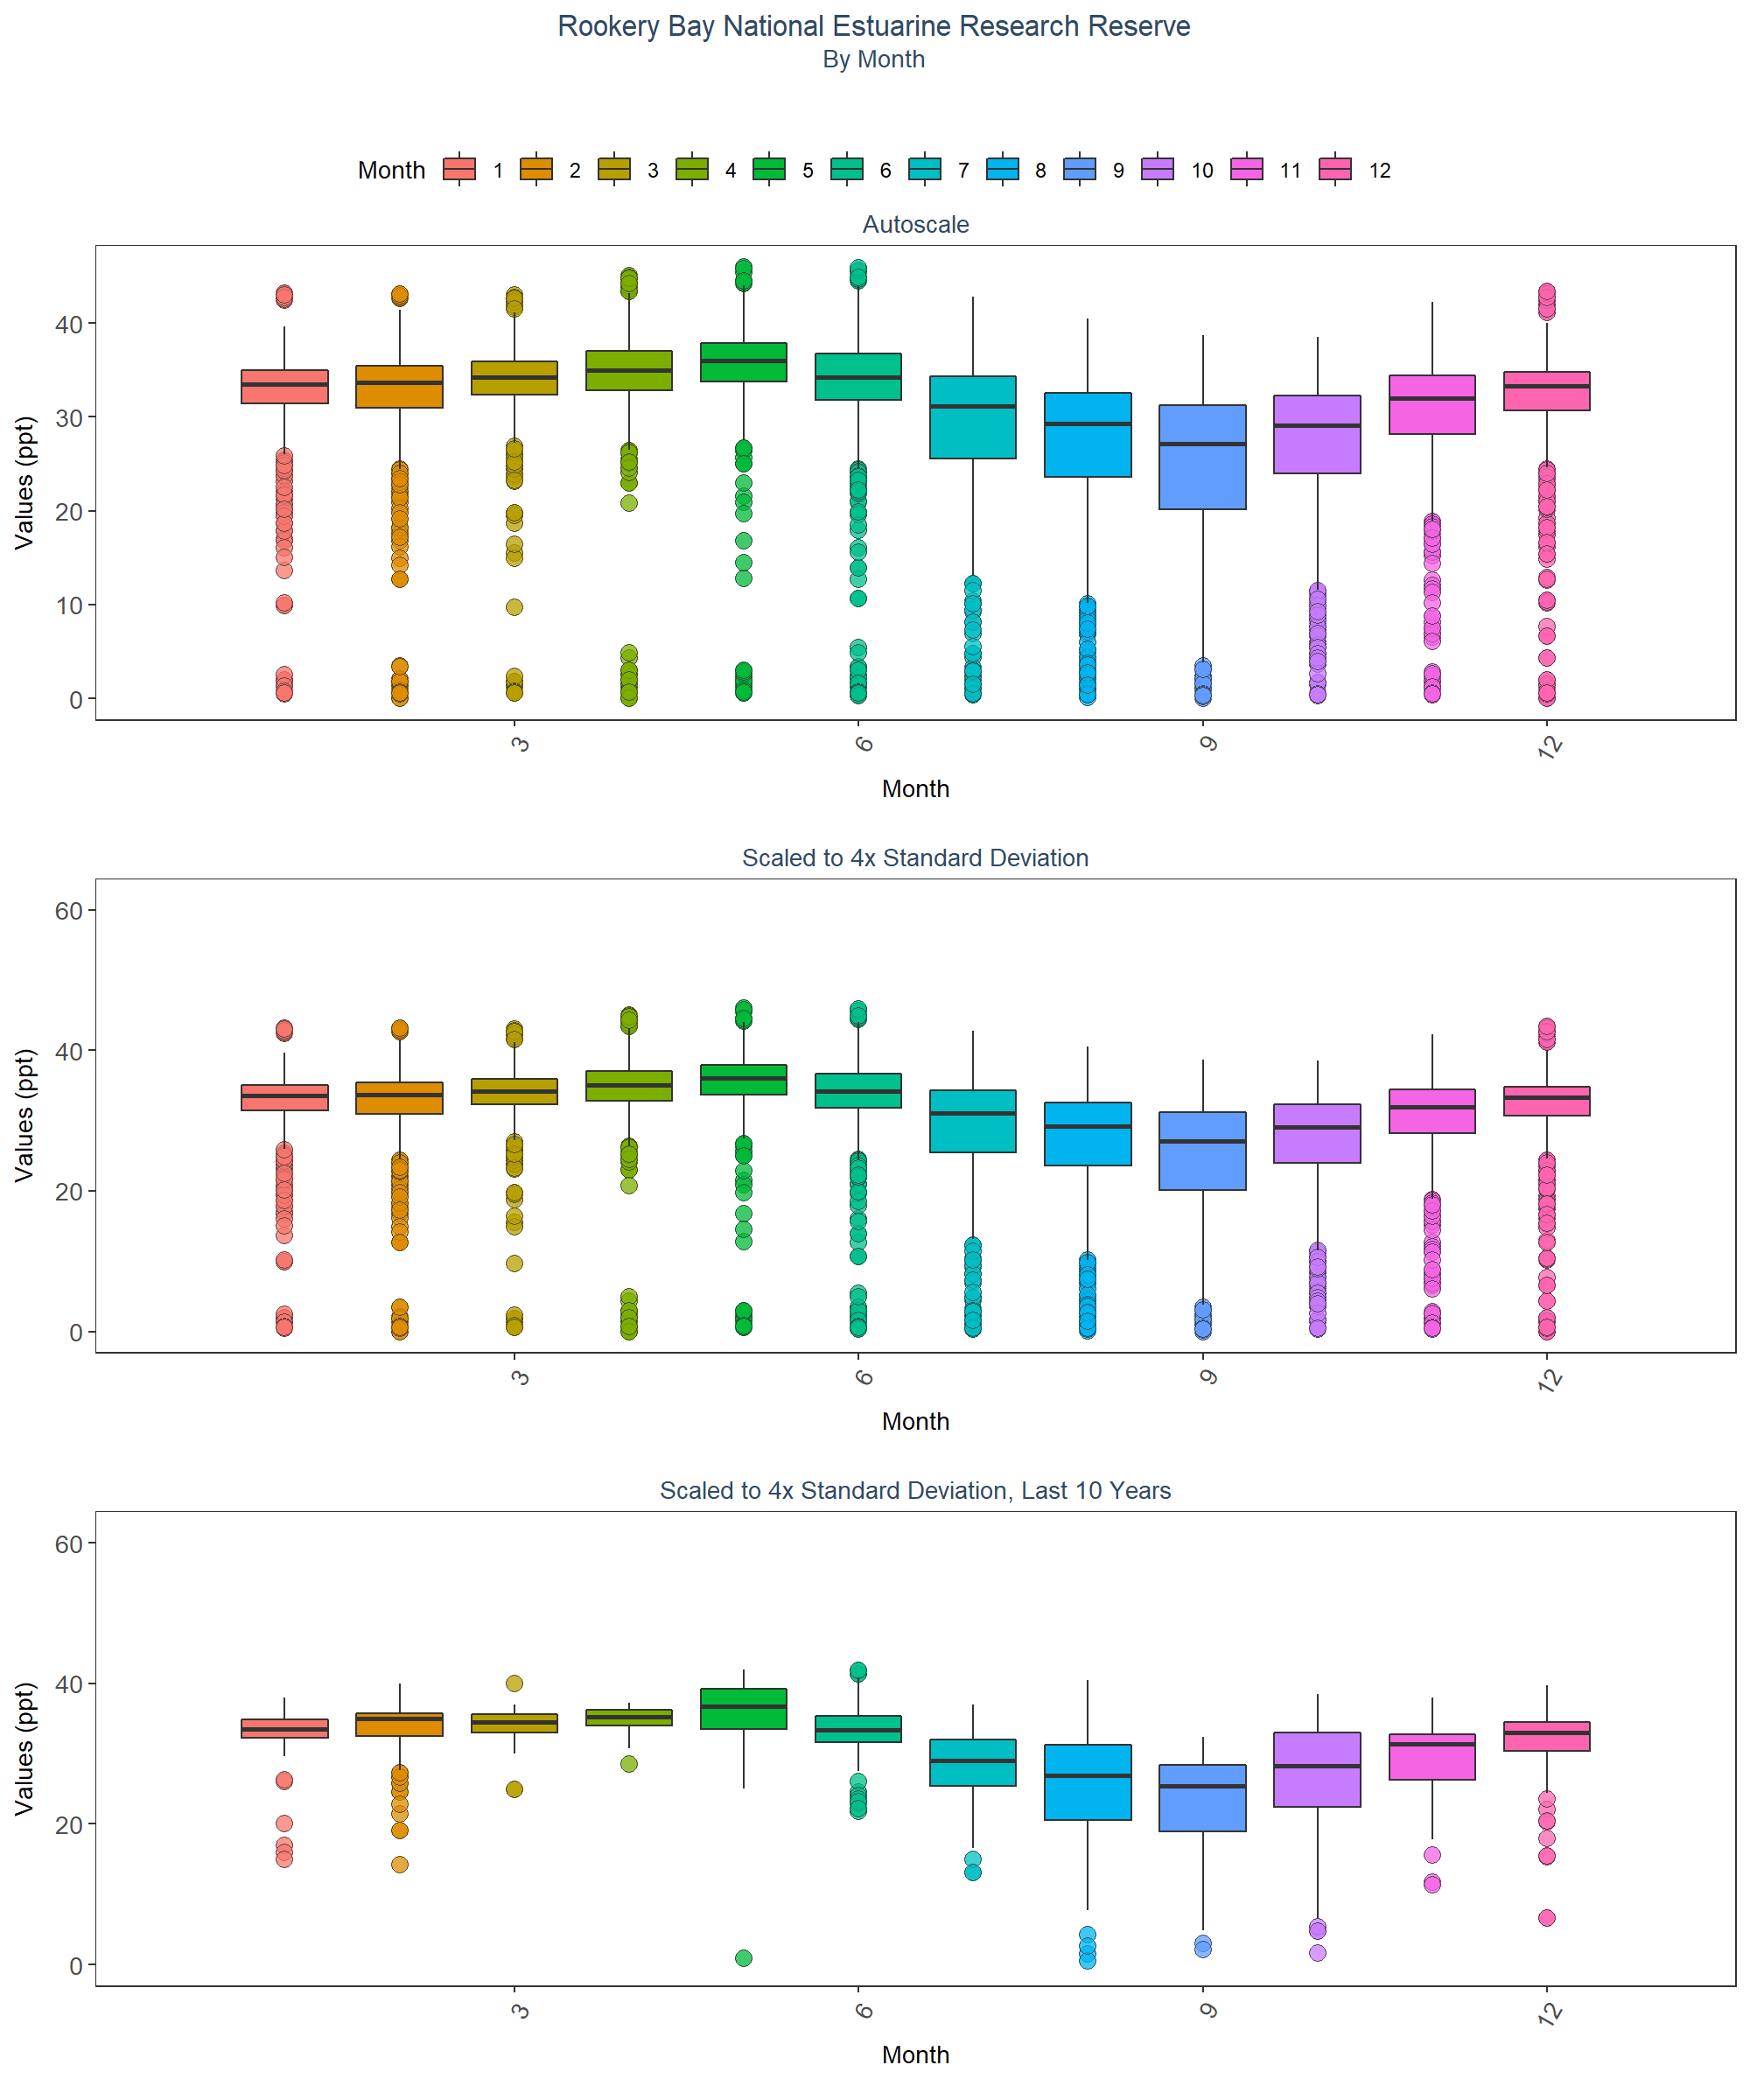 Rookery Bay National Estuarine Research Reserve
By Month
Month 1 2 3 4 5 6 7 8 9 10 11 12
Autoscale
Values (ppt)
40
30
20
10
0
3 6 9 12
Month
Scaled to 4x Standard Deviation
Values (ppt)
60
40
20
0
3 6 9 12
Month
Scaled to 4x Standard Deviation, Last 10 Years
Values (ppt)
60
40
20
0
3 6 9 12
Month